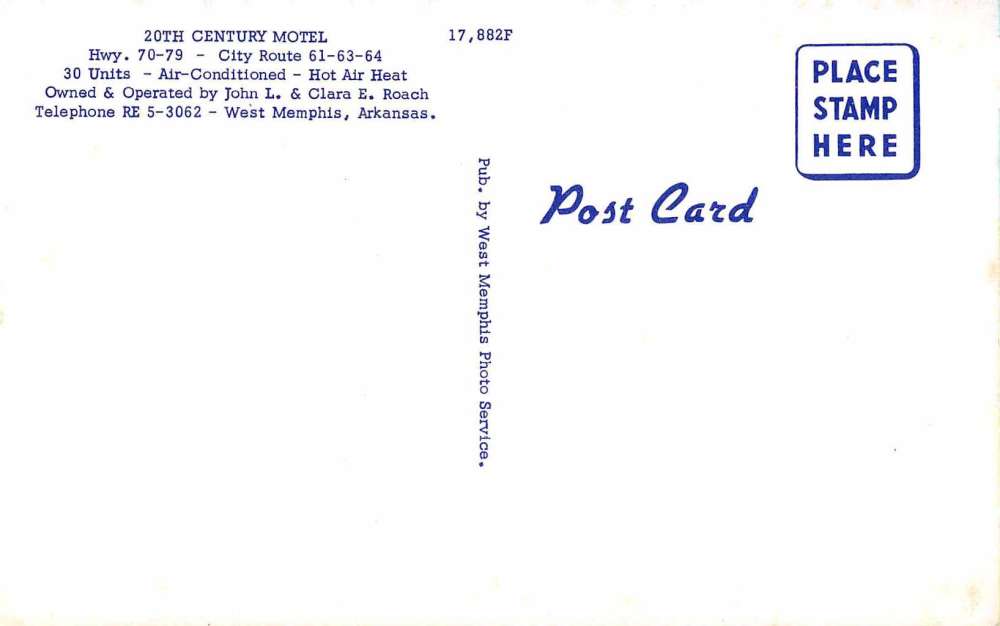 20TH CENTURY MOTEL
Hwy. 70-79 - City Route 61-63-64
30 Units - Air-Conditioned - Hot Air Heat
Owned & Operated by John L. & Clara E. Roach
Telephone RE 5-3062 - West Memphis, Arkansas.
17,882F
Pub. by West Memphis Photo Service.
Post Card
PLACE
STAMP
HERE